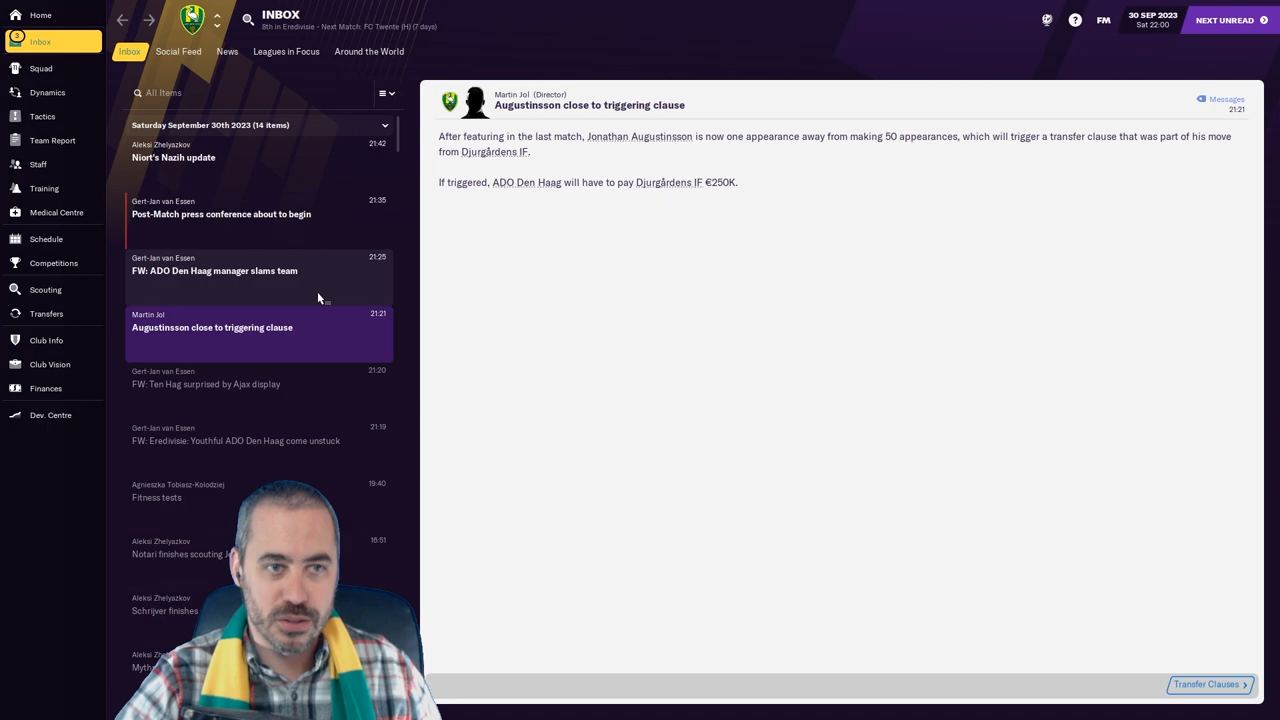 Home
3
Inbox
Squad
Dynamics
Tactics
Team Report
Staff
Training
Medical Centre
Schedule
Competitions
Scouting
Transfers
Club Info
Club Vision
Finances
Dev. Centre
INBOX
8th in Eredivisie - Next Match: FC Twente (H) (7 days)
?
FM
30 SEP 2023
Sat 22:00
NEXT UNREAD
Inbox
Social Feed
News
Leagues in Focus
Around the World
All Items
Saturday September 30th 2023 (14 items)
Aleksi Zhelyazkov
21:42
Niort's Nazih update
Gert-Jan van Essen
21:35
Post-Match press conference about to begin
Gert-Jan van Essen
21:25
FW: ADO Den Haag manager slams team
Martin Jol
21:21
Augustinsson close to triggering clause
Gert-Jan van Essen
21:20
FW: Ten Hag surprised by Ajax display
Gert-Jan van Essen
21:19
FW: Eredivisie: Youthful ADO Den Haag come unstuck
Agnieszka Tobiasz-Kolodziej
19:40
Fitness tests
Aleksi Zhelyazkov
16:51
Notari finishes scouting
Aleksi Zhelyazkov
Schrijver finishes
Aleksi
Martin Jol (Director)
Augustinsson close to triggering clause
Messages
21:21
After featuring in the last match, Jonathan Augustinsson is now one appearance away from making 50 appearances, which will trigger a transfer clause that was part of his move
from Djurgårdens IF.
If triggered, ADO Den Haag will have to pay Djurgårdens IF €250K.
Transfer Clauses